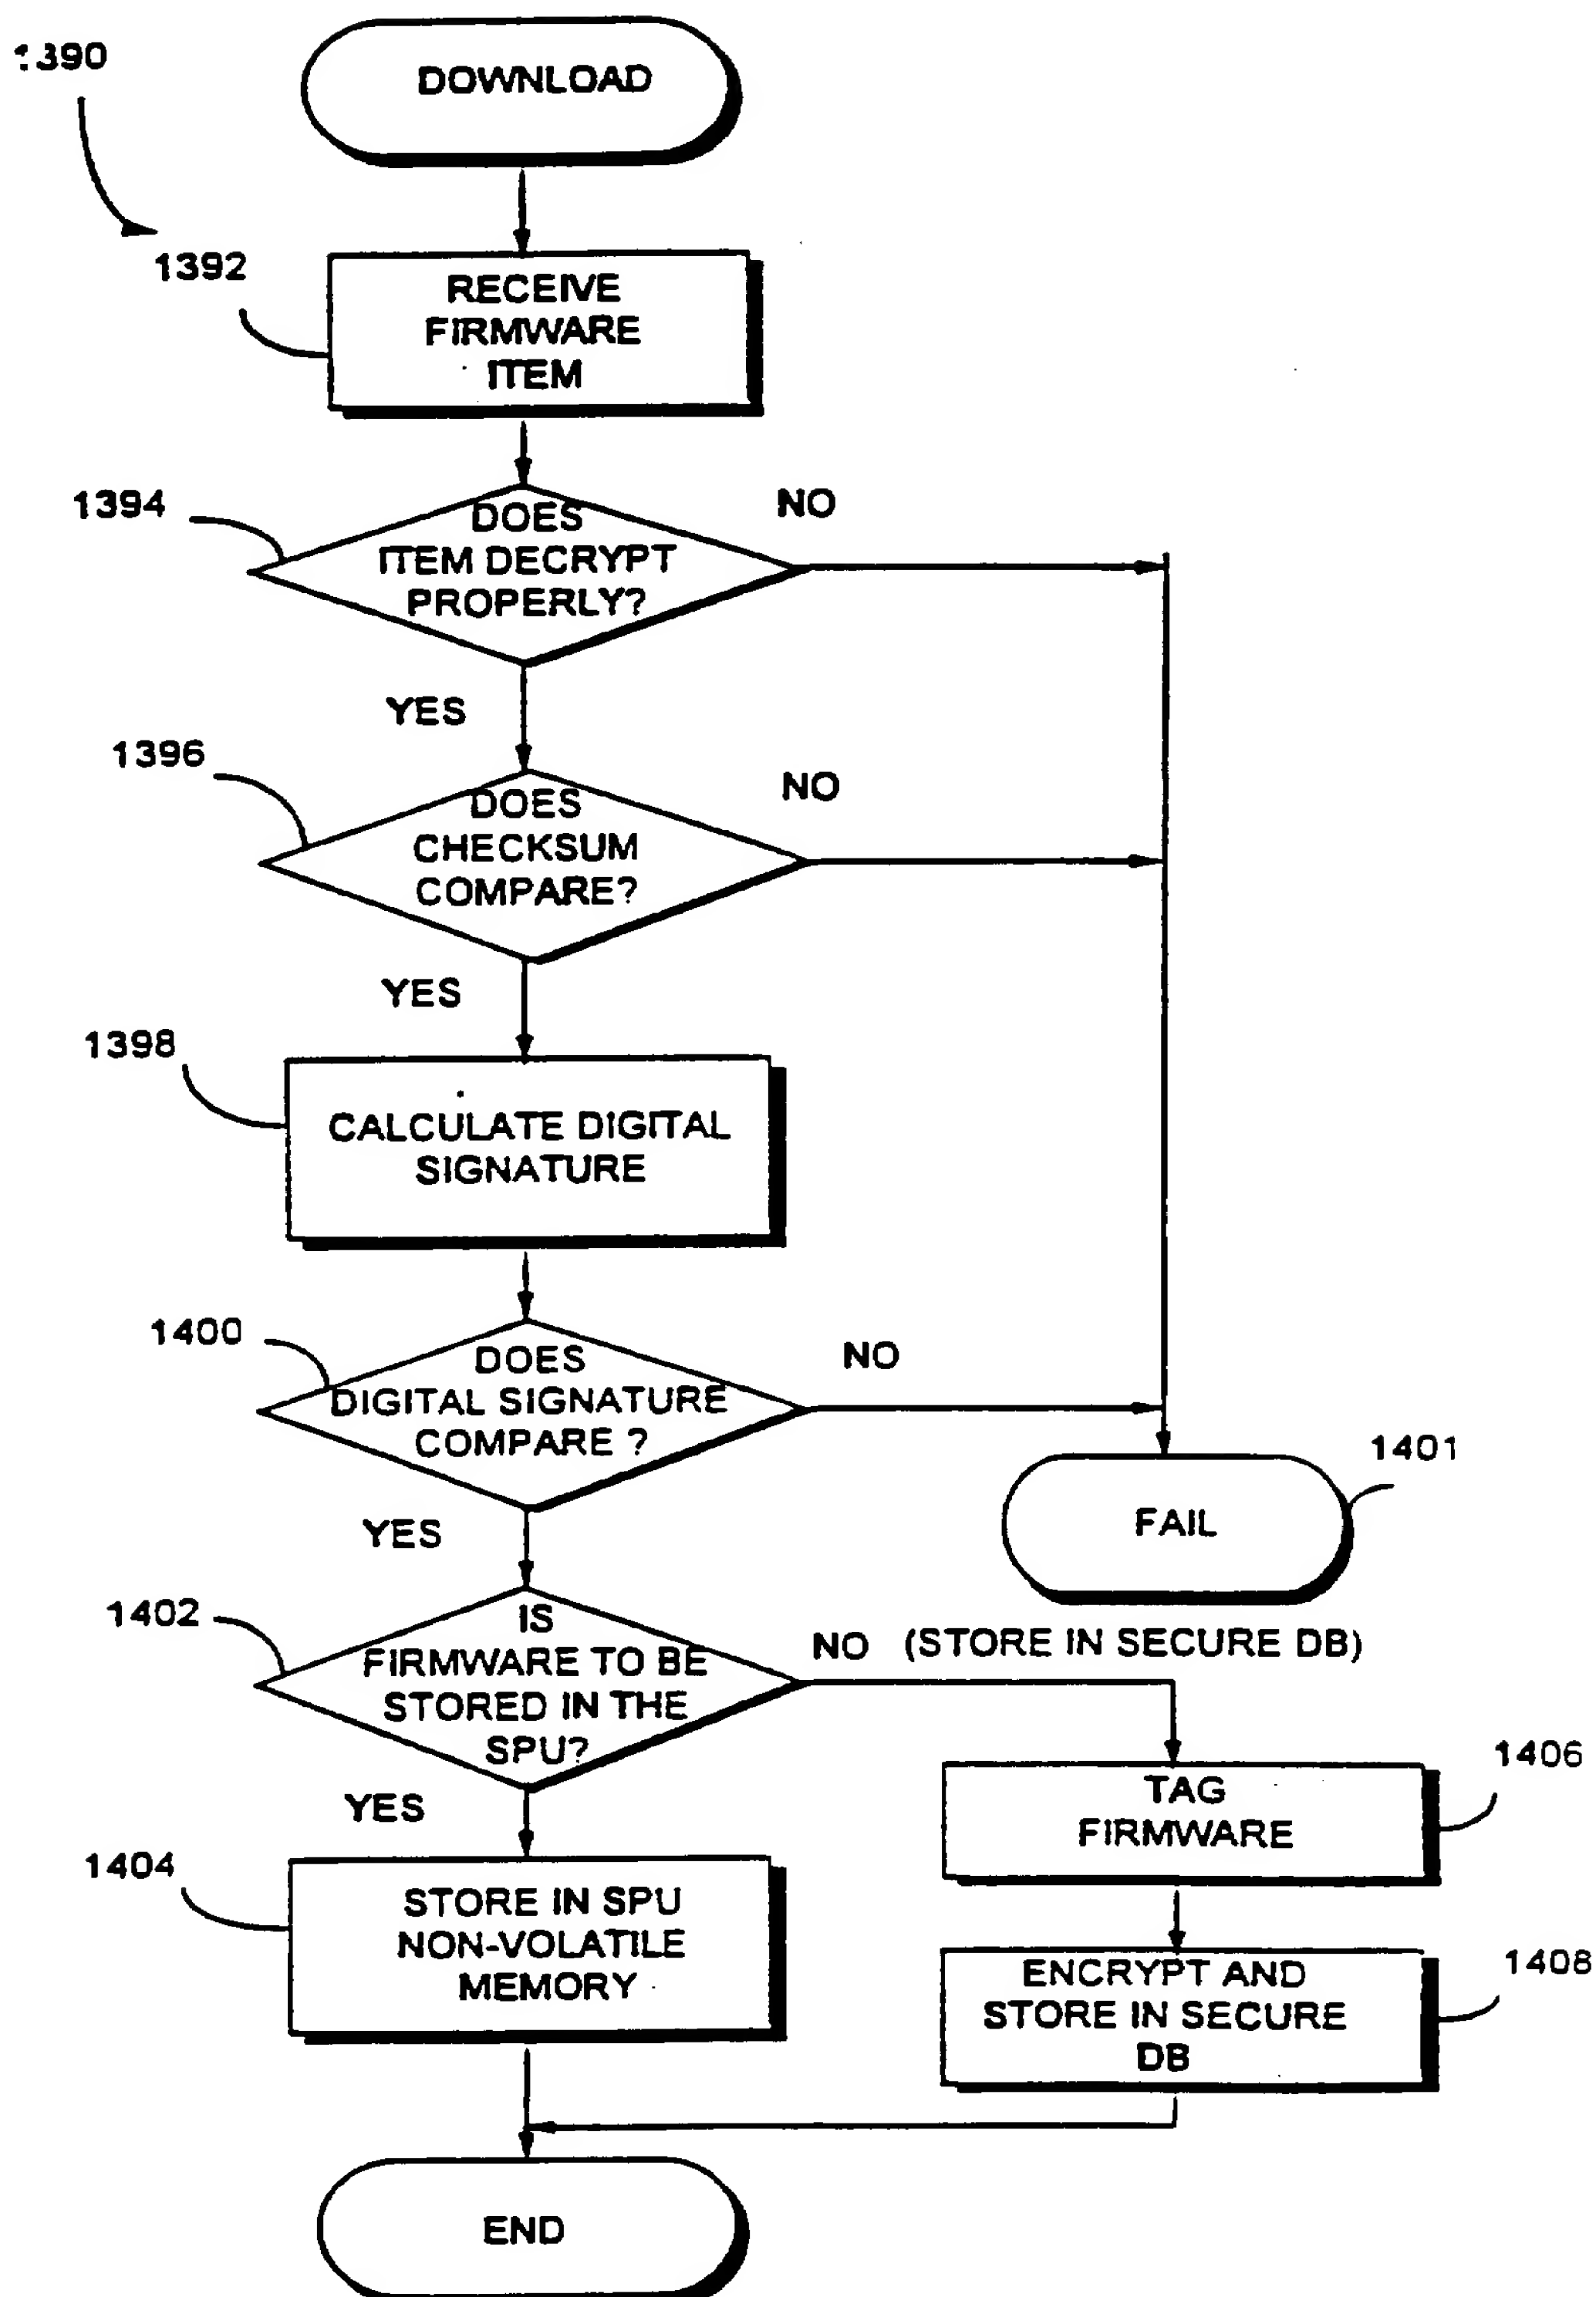 1390
DOWNLOAD
1392
RECEIVE
FIRMWARE
ITEM
1394
DOES
ITEM DECRYPT
PROPERLY?
NO
YES
1396
DOES
CHECKSUM
COMPARE?
NO
YES
1398
CALCULATE DIGITAL
SIGNATURE
1400
DOES
DIGITAL SIGNATURE
COMPARE ?
NO
1401
FAIL
YES
1402
IS
FIRMWARE TO BE
STORED IN THE
SPU?
NO (STORE IN SECURE DB)
YES
1406
TAG
FIRMWARE
1404
STORE IN SPU
NON-VOLATILE
MEMORY
1408
ENCRYPT AND
STORE IN SECURE
DB
END